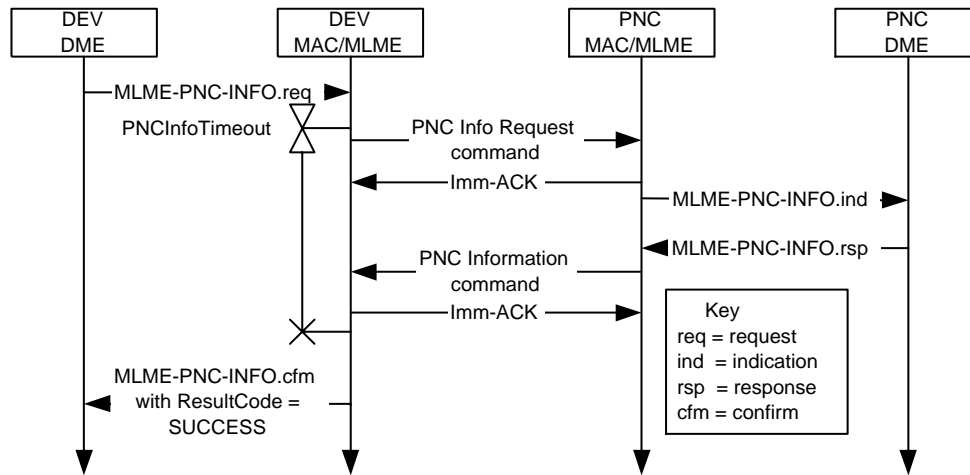 DEV
DME
DEV
MAC/MLME
PNC
MAC/MLME
PNC
DME
MLME-PNC-INFO.req
PNCInfoTimeout
PNC Info Request
command
Imm-ACK
MLME-PNC-INFO.ind
MLME-PNC-INFO.rsp
PNC Information
command
Imm-ACK
Key
req = request
ind = indication
rsp = response
cfm = confirm
MLME-PNC-INFO.cfm
with ResultCode =
SUCCESS